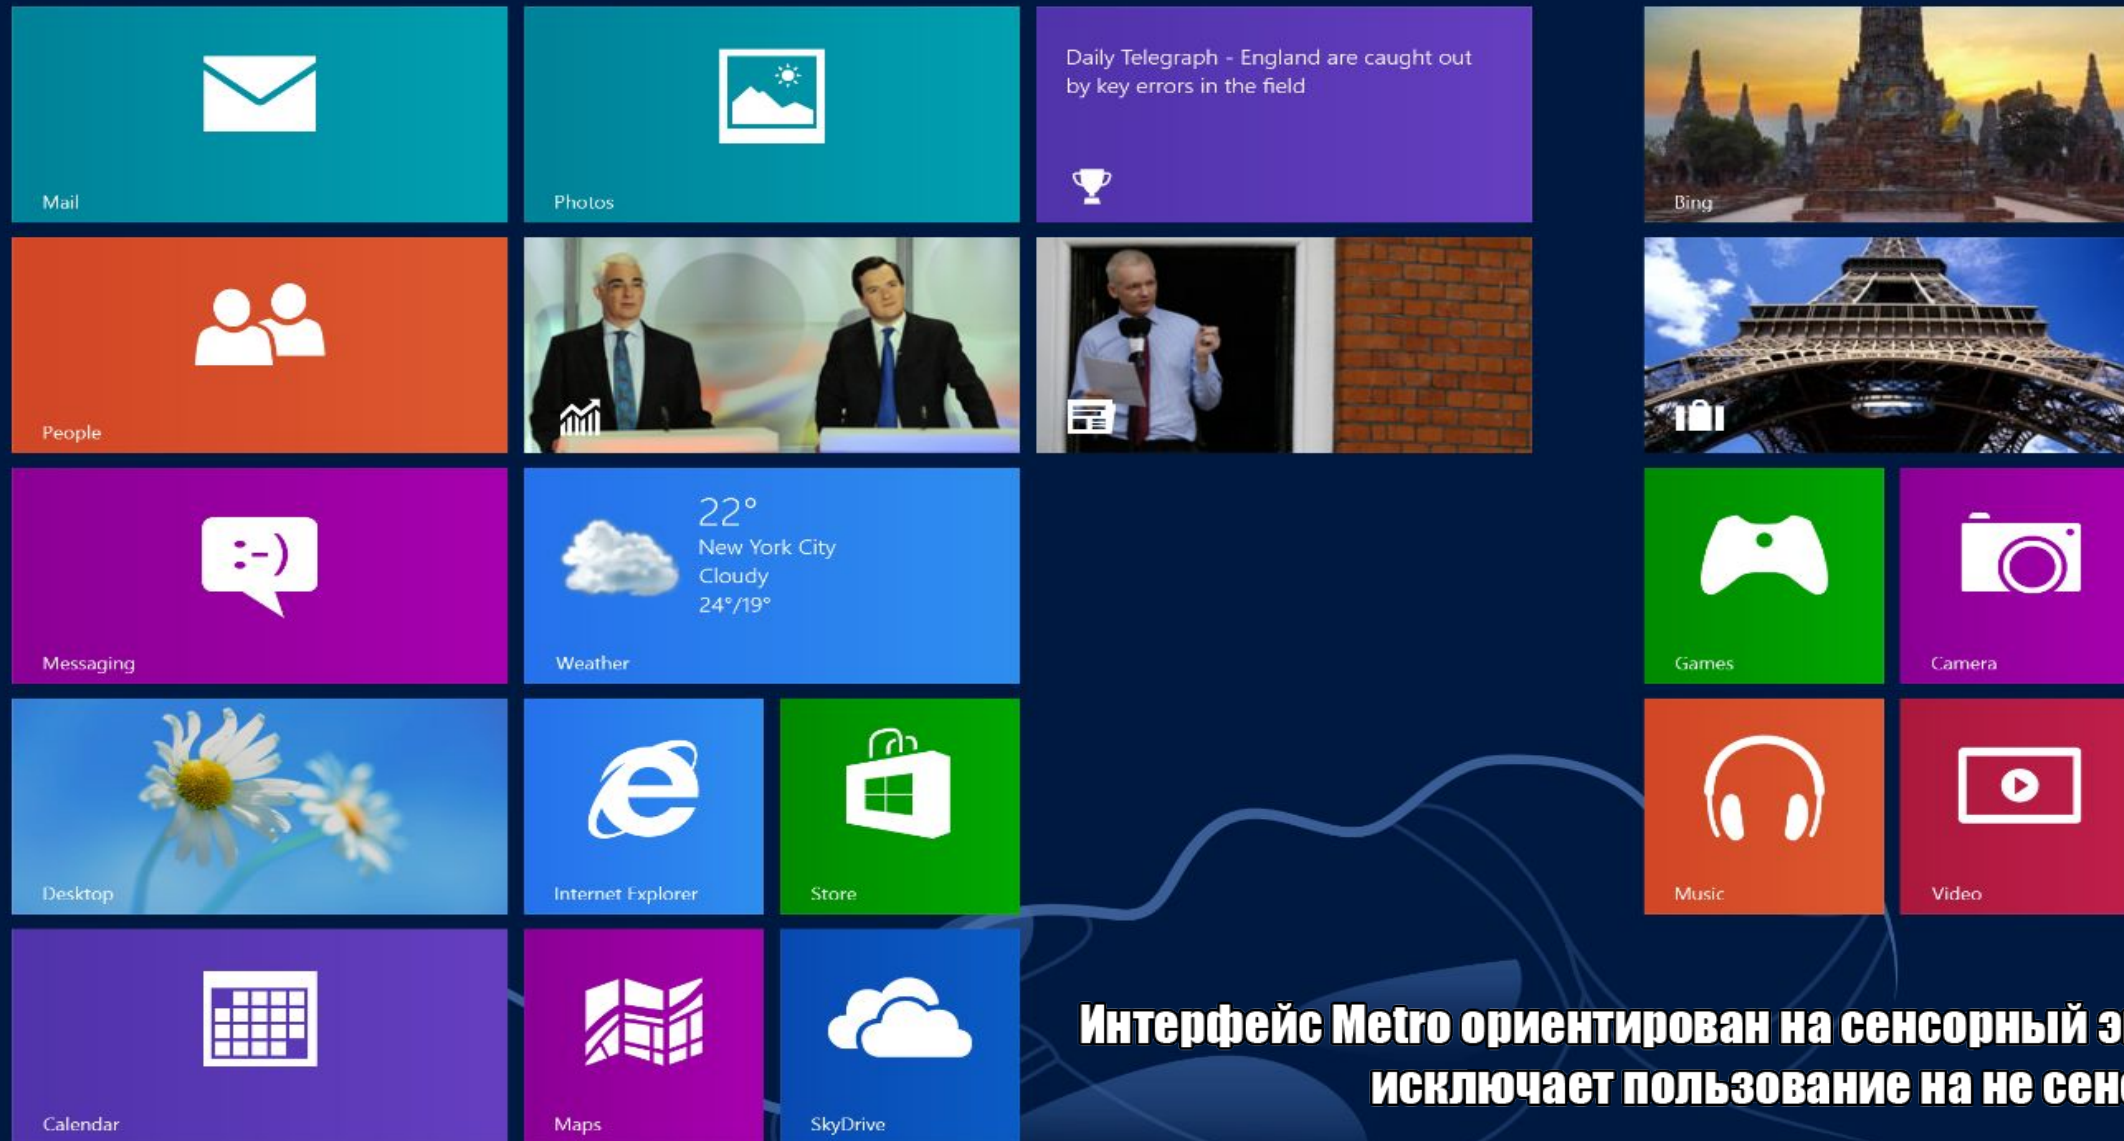 Mail
Photos
Daily Telegraph - England are caught out
by key errors in the field
Bing
People
Messaging
22°
New York City
Cloudy
24°/19°
Weather
Games
Camera
Desktop
Internet Explorer
Store
Music
Video
Calendar
Maps
SkyDrive
Интерфейс Metro ориентирован на сенсорный
исключает пользование на не